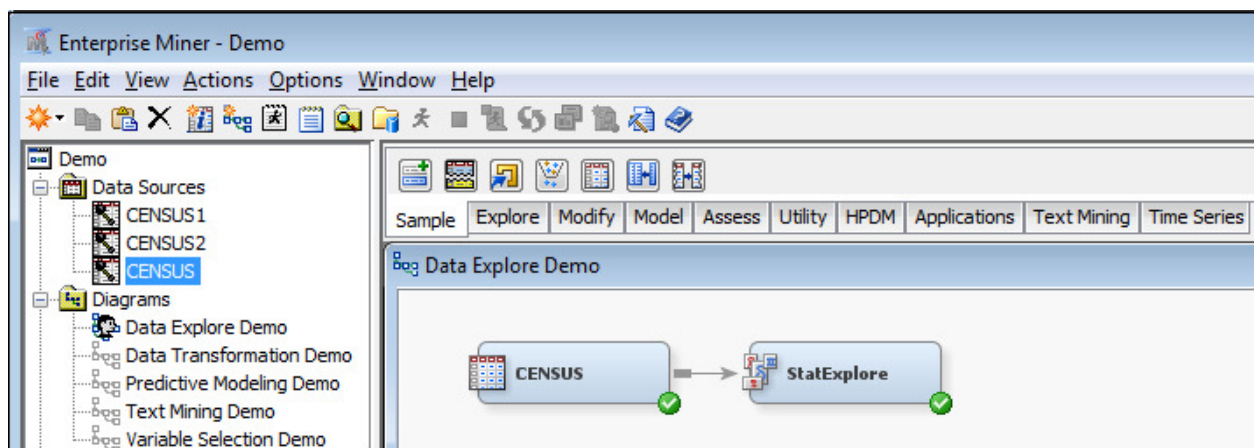 Enterprise Miner - Demo
File Edit View Actions Options Window Help
Demo
Data Sources
CENSUS1
CENSUS2
CENSUS
Diagrams
Data Explore Demo
Data Transformation Demo
Predictive Modeling Demo
Text Mining Demo
Variable Selection Demo
Sample Explore Modify Model Assess Utility HPDM Applications Text Mining Time Series
Data Explore Demo
CENSUS StatExplore